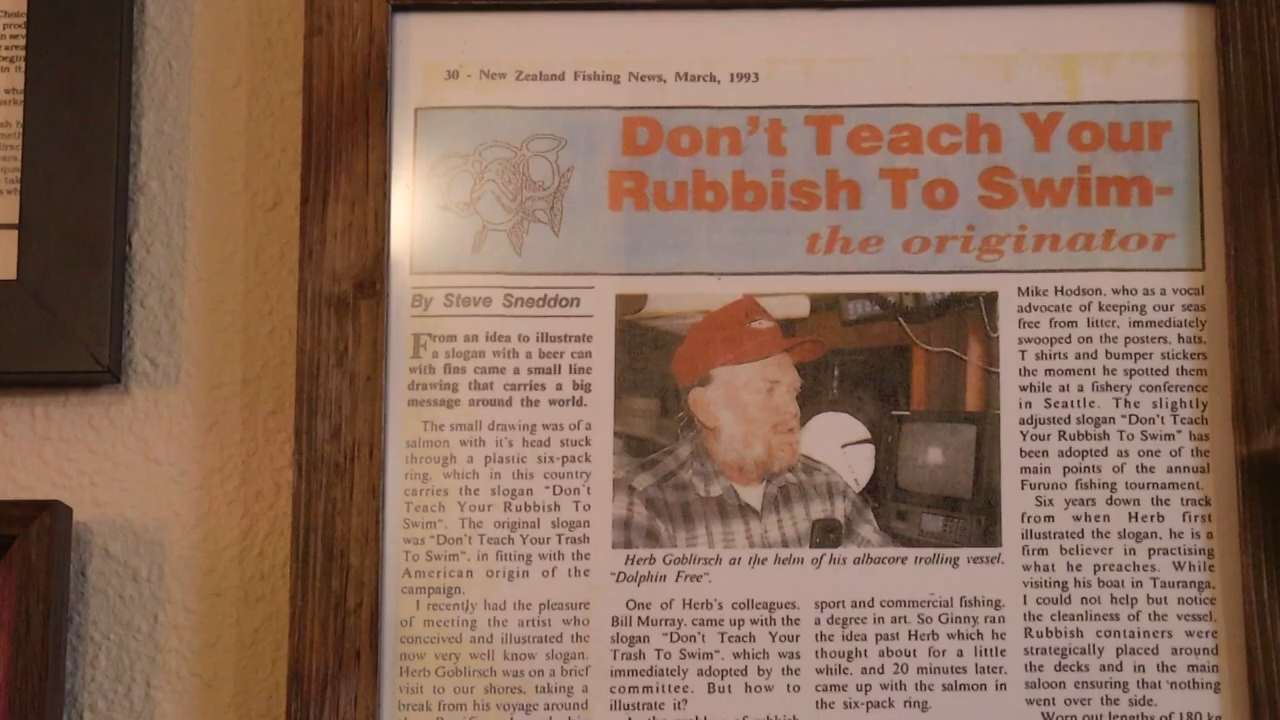 30 - New Zealand Fishing News, March, 1993
Don't Teach Your
Rubbish To Swim-
the originator
By Steve Sneddon
From an idea to illustrate
a slogan with a beer can
with fins came a small line
drawing that carries a big
message around the world.
The small drawing was of a
salmon with it's head stuck
through a plastic six-pack
ring, which in this country
carries the slogan "Don't
Teach Your Rubbish To
Swim". The original slogan
was "Don't Teach Your Trash
To Swim", in fitting with the
American origin of the
campaign.
I recently had the pleasure
of meeting the artist who
conceived and illustrated the
now very well know slogan.
Herb Goblirsch was on a brief
visit to our shores, taking a
break from his voyage around
Herb Goblirsch at the helm of his albacore trolling vessel,
"Dolphin Free".
One of Herb's colleagues,
Bill Murray, came up with the
slogan "Don't Teach Your
Trash To Swim", which was
immediately adopted by the
committee. But how to
illustrate it?
sport and commercial fishing,
a degree in art. So Ginny ran
the idea past Herb which he
thought about for a little
while, and 20 minutes later,
came up with the salmon in
the six-pack ring.
Mike Hodson, who as a vocal
advocate of keeping our seas
free from litter, immediately
swooped on the posters, hats,
T shirts and bumper stickers
the moment he spotted them
while at a fishery conference
in Seattle. The slightly
adjusted slogan "Don't Teach
Your Rubbish To Swim" has
been adopted as one of the
main points of the annual
Furuno fishing tournament.
Six years down the track
from when Herb first
illustrated the slogan, he is a
firm believer in practising
what he preaches. While
visiting his boat in Tauranga,
I could not help but notice
the cleanliness of the vessel.
Rubbish containers were
strategically placed around
the decks and in the main
saloon ensuring that nothing
went over the side.
Worn out lengths of 180 kg